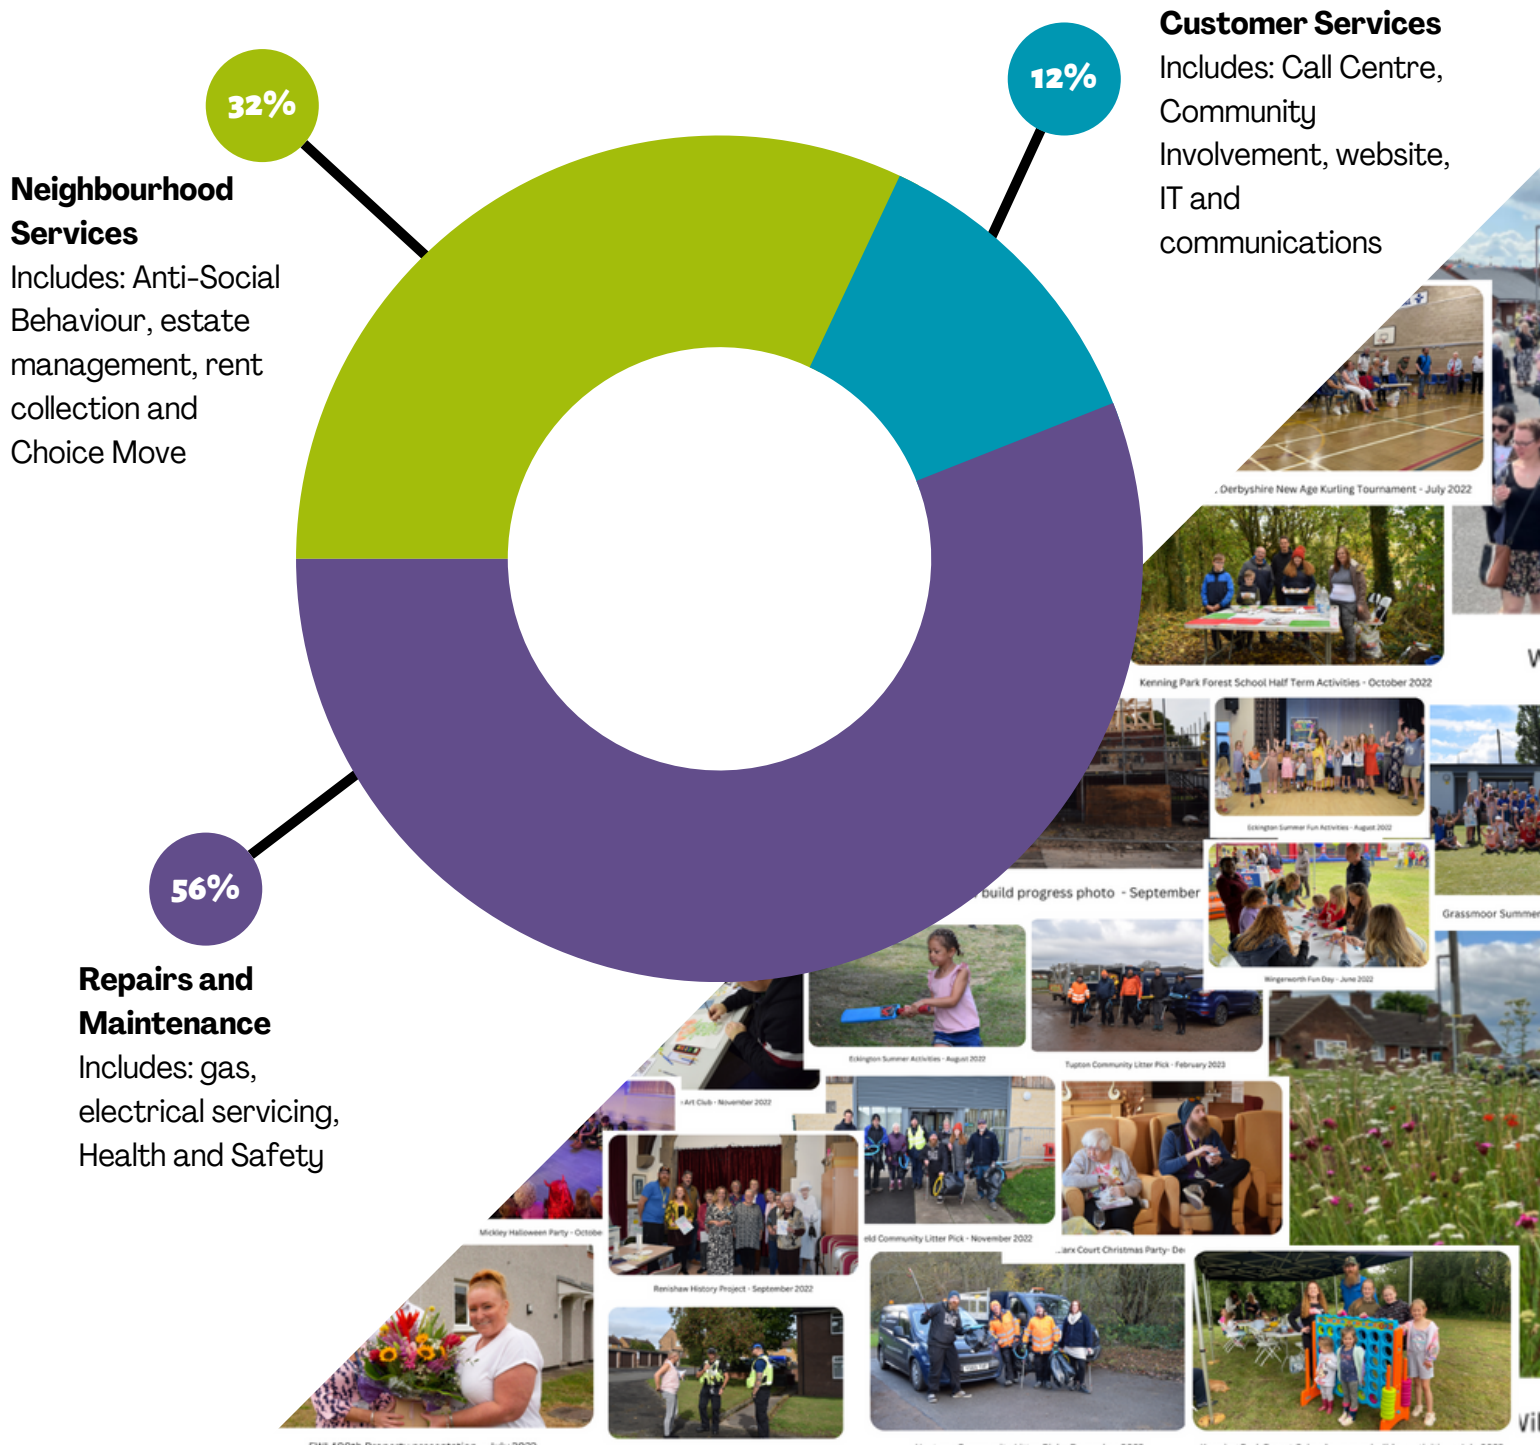 32%
Neighbourhood
Services
Includes: Anti-Social
Behaviour, estate
management, rent
collection and
Choice Move
12%
Customer Services
Includes: Call Centre,
Community
Involvement, website,
IT and
communications
56%
Repairs and
Maintenance
Includes: gas,
electrical servicing,
Health and Safety
Derbyshire New Age Kurling Tournament - July 2022
Kenning Park Forest School Half Term Activities - October 2022
Eckington Summer Fun Activities - August 2022
build progress photo - September
Grassmoor Summer
Wingerworth Fun Day - June 2022
Eckington Summer Activities - August 2022
Tupton Community Litter Pick - February 2023
Art Club - November 2022
Mickley Halloween Party - Octobe
Community Litter Pick - November 2022
Court Christmas Party- Dec
Renishaw History Project - September 2022